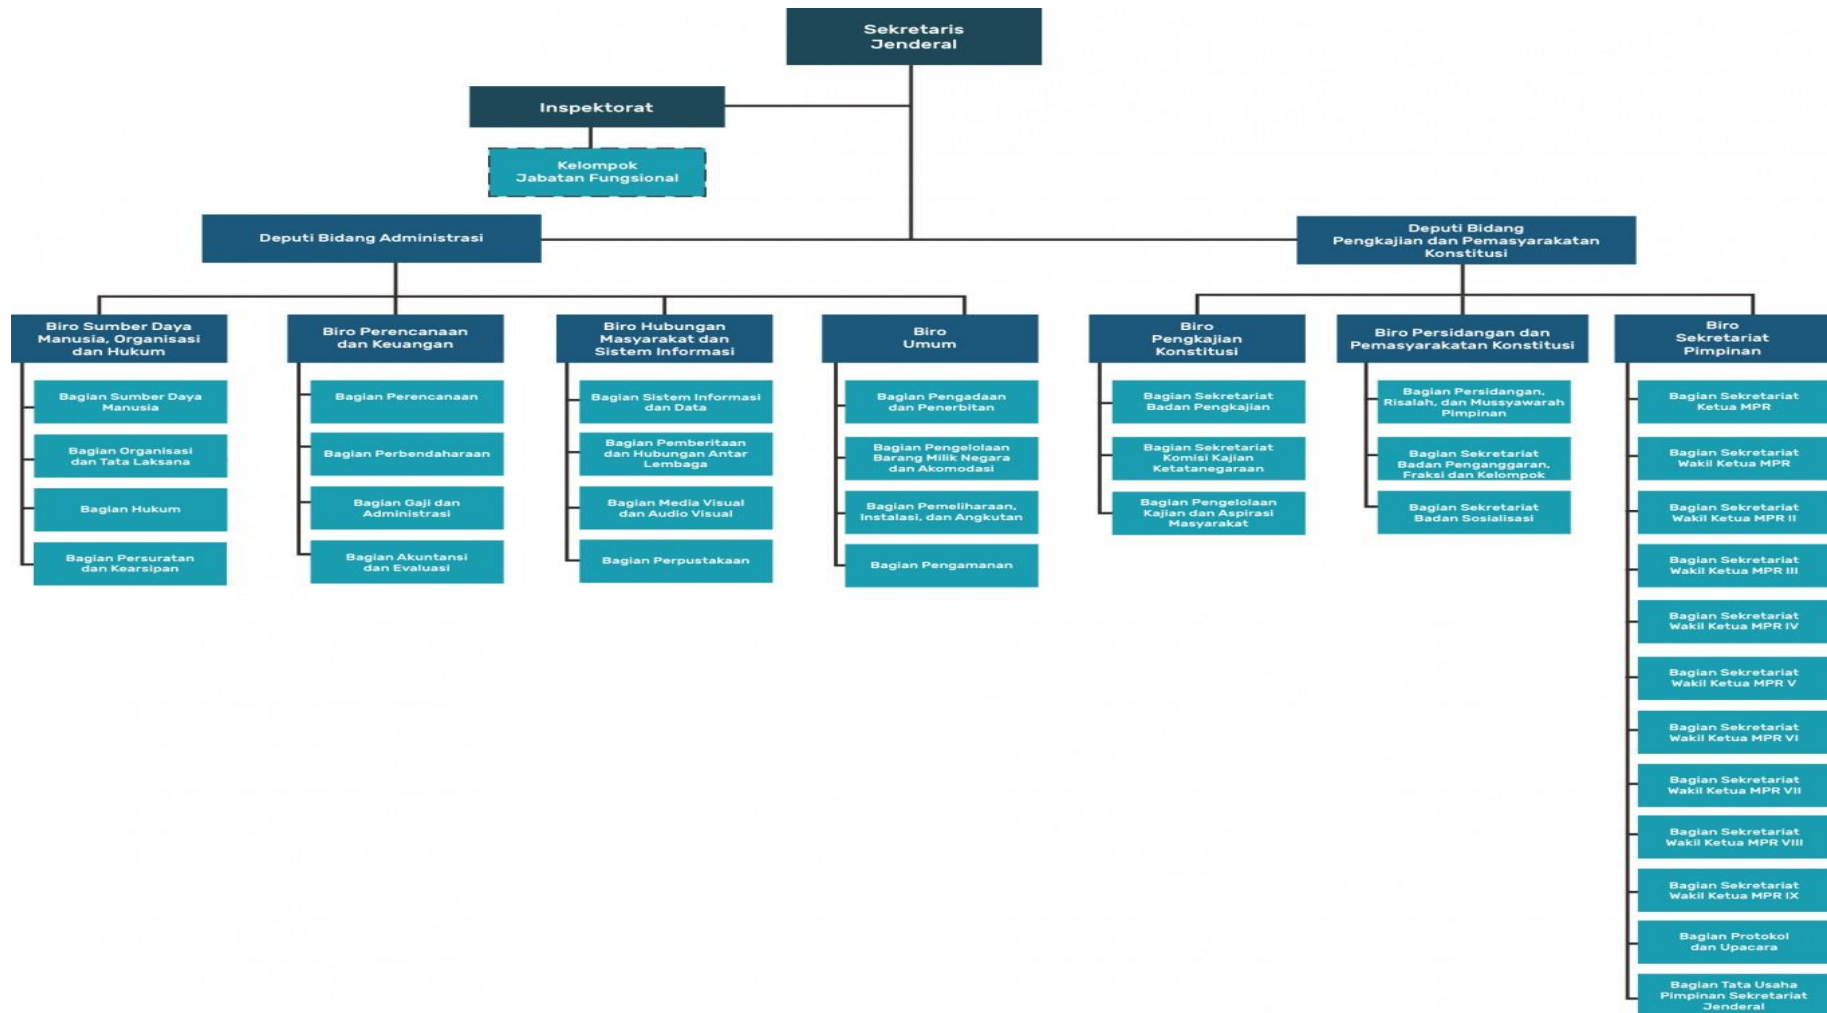 Sekretaris
Jenderal
Inspektorat
Kelompok
Jabatan Fungsional
Deputi Bidang Administrasi
Deputi Bidang
Pengkajian dan Pemasyarakatan
Konstitusi
Biro Sumber Daya
Manusia, Organisasi
dan Hukum
Bagian Sumber Daya
Manusia
Bagian Organisasi
dan Tata Laksana
Bagian Hukum
Bagian Persuratan
dan Kearsipan
Biro Perencanaan
dan Keuangan
Bagian Perencanaan
Bagian Perbendaharaan
Bagian Gaji dan
Administrasi
Bagian Akuntansi
dan Evaluasi
Biro Hubungan
Masyarakat dan
Sistem Informasi
Bagian Sistem Informasi
dan Data
Bagian Pemberitaan
dan Hubungan Antar
Lembaga
Bagian Media Visual
dan Audio Visual
Bagian Perpustakaan
Biro
Umum
Bagian Pengadaan
dan Penerbitan
Bagian Pengelolaan
Barang Milik Negara
dan Akomodasi
Bagian Pemeliharaan,
Instalasi, dan Angkutan
Bagian Pengamanan
Biro
Pengkajian
Konstitusi
Bagian Sekretariat
Badan Pengkajian
Bagian Sekretariat
Komisi Kajian
Ketatanegaraan
Bagian Pengelolaan
Kajian dan Aspirasi
Masyarakat
Biro Persidangan dan
Pemasyarakatan Konstitusi
Bagian Persidangan,
Risalah, dan Mussyawarah
Pimpinan
Bagian Sekretariat
Badan Penganggaran,
Fraksi dan Kelompok
Bagian Sekretariat
Badan Sosialisasi
Biro
Sekretariat
Pimpinan
Bagian Sekretariat
Ketua MPR
Bagian Sekretariat
Wakil Ketua MPR
Bagian Sekretariat
Wakil Ketua MPR II
Bagian Sekretariat
Wakil Ketua MPR III
Bagian Sekretariat
Wakil Ketua MPR IV
Bagian Sekretariat
Wakil Ketua MPR V
Bagian Sekretariat
Wakil Ketua MPR VI
Bagian Sekretariat
Wakil Ketua MPR VII
Bagian Sekretariat
Wakil Ketua MPR VIII
Bagian Sekretariat
Wakil Ketua MPR IX
Bagian Protokol
dan Upacara
Bagian Tata Usaha
Pimpinan Sekretariat
Jenderal